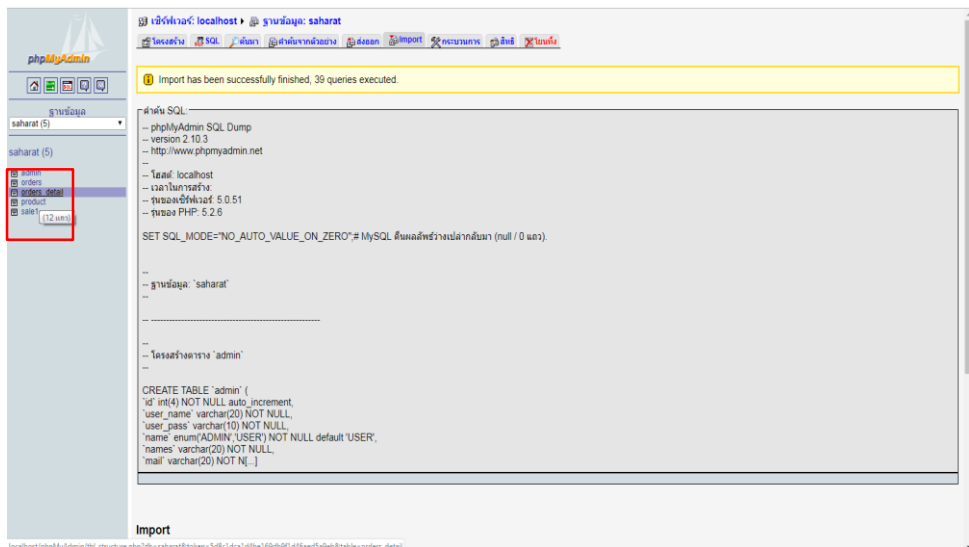 เซิร์ฟเวอร์: localhost ▸ ฐานข้อมูล: saharat
โครงสร้าง SQL ค้นหา คำค้นจากตัวอย่าง ส่งออก Import กระบวนการ สิทธิ โยนทิ้ง
phpMyAdmin
Import has been successfully finished, 39 queries executed.
ฐานข้อมูล
saharat (5)
saharat (5)
admin
orders
orders_detail
product
sale1
(12 แถว)
คำค้น SQL:
-- phpMyAdmin SQL Dump
-- version 2.10.3
-- http://www.phpmyadmin.net
--
-- โฮสต์: localhost
-- เวลาในการสร้าง:
-- รุ่นของเซิร์ฟเวอร์: 5.0.51
-- รุ่นของ PHP: 5.2.6
SET SQL_MODE="NO_AUTO_VALUE_ON_ZERO";# MySQL คืนผลลัพธ์ว่างเปล่ากลับมา (null / 0 แถว).
--
-- ฐานข้อมูล: `saharat`
--
-- --------------------------------------------------------
--
-- โครงสร้างตาราง `admin`
--
CREATE TABLE `admin` (
`id` int(4) NOT NULL auto_increment,
`user_name` varchar(20) NOT NULL,
`user_pass` varchar(10) NOT NULL,
`name` enum('ADMIN','USER') NOT NULL default 'USER',
`names` varchar(20) NOT NULL,
`mail` varchar(20) NOT N[...]
Import